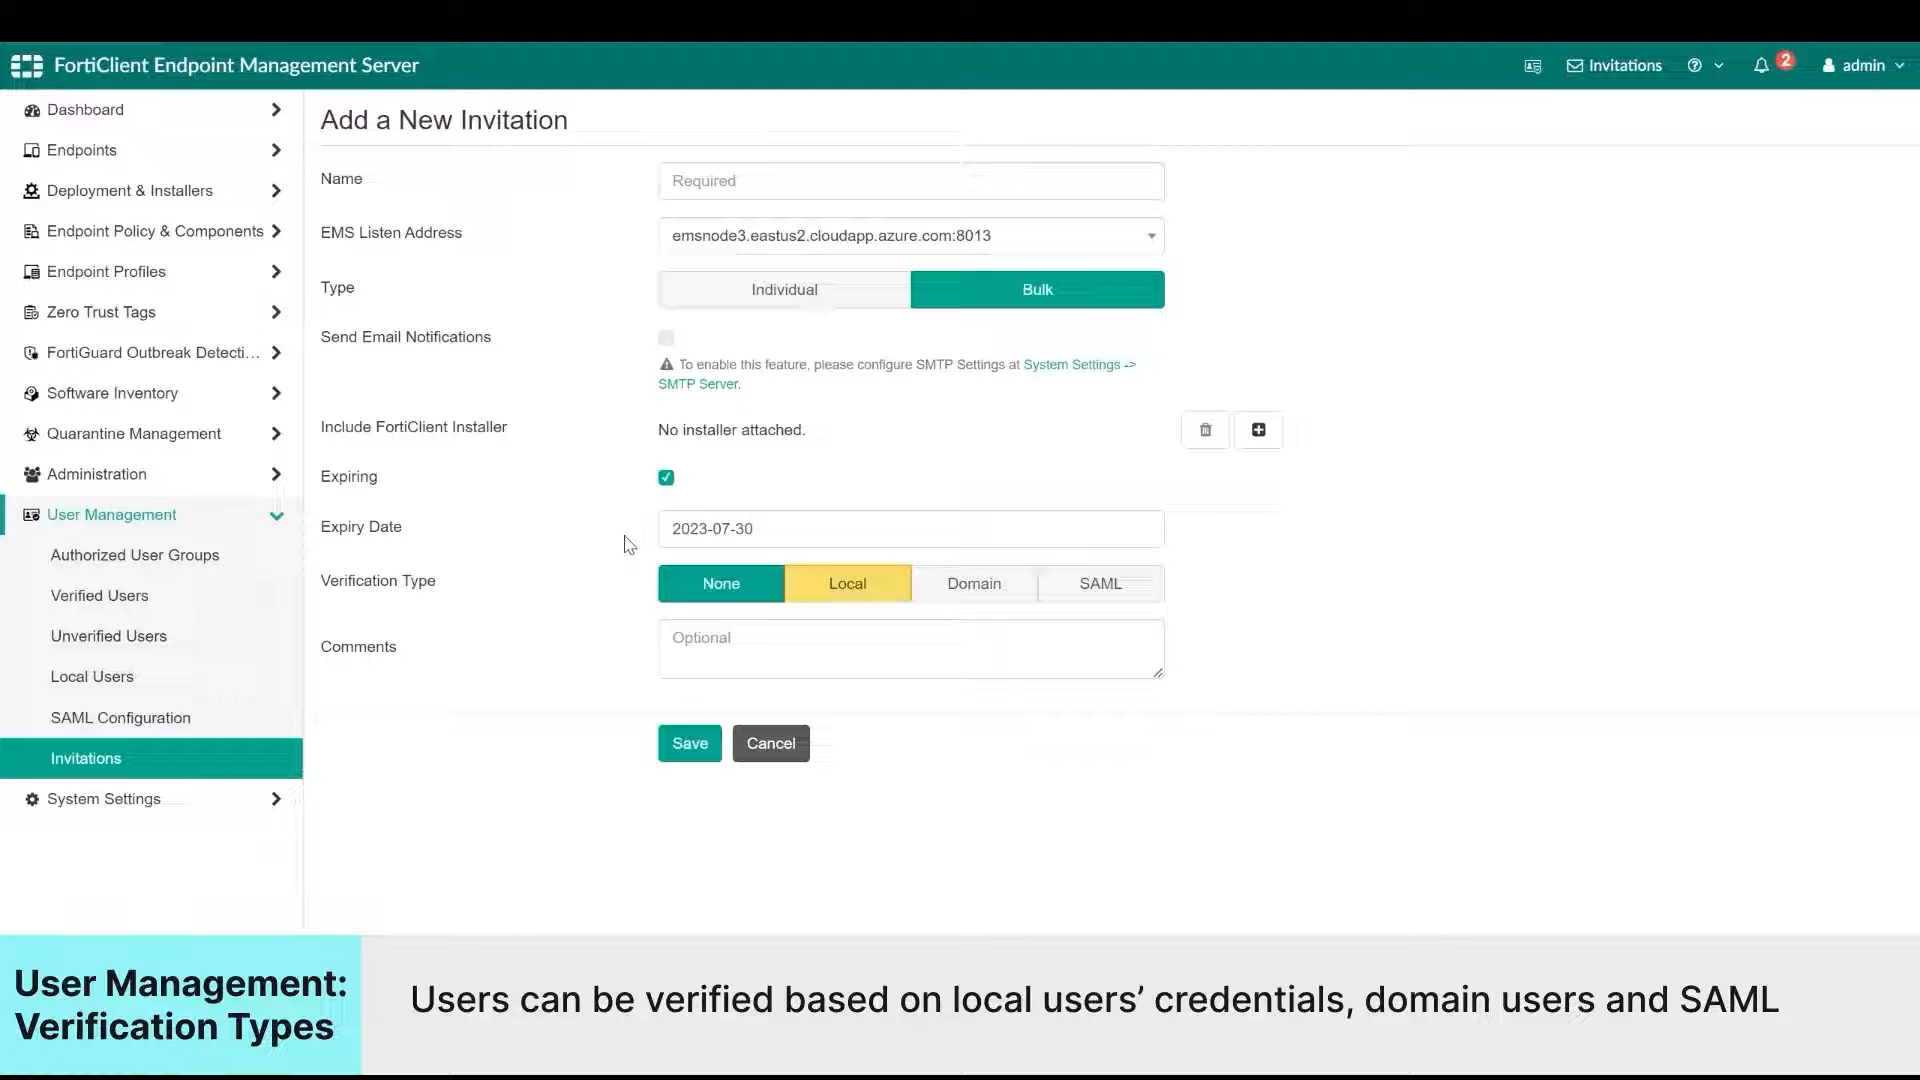 FortiClient Endpoint Management Server
Invitations
2
admin
Dashboard
Endpoints
Deployment & Installers
Endpoint Policy & Components
Endpoint Profiles
Zero Trust Tags
FortiGuard Outbreak Detecti...
Software Inventory
Quarantine Management
Administration
User Management
Authorized User Groups
Verified Users
Unverified Users
Local Users
SAML Configuration
Invitations
System Settings
Add a New Invitation
Name
Required
EMS Listen Address
emsnode3.eastus2.cloudapp.azure.com:8013
Type
Individual
Bulk
Send Email Notifications
To enable this feature, please configure SMTP Settings at System Settings ->
SMTP Server.
Include FortiClient Installer
No installer attached.
Expiring
Expiry Date
2023-07-30
Verification Type
None
Local
Domain
SAML
Comments
Optional
Save
Cancel
User Management:
Verification Types
Users can be verified based on local users’ credentials, domain users and SAML